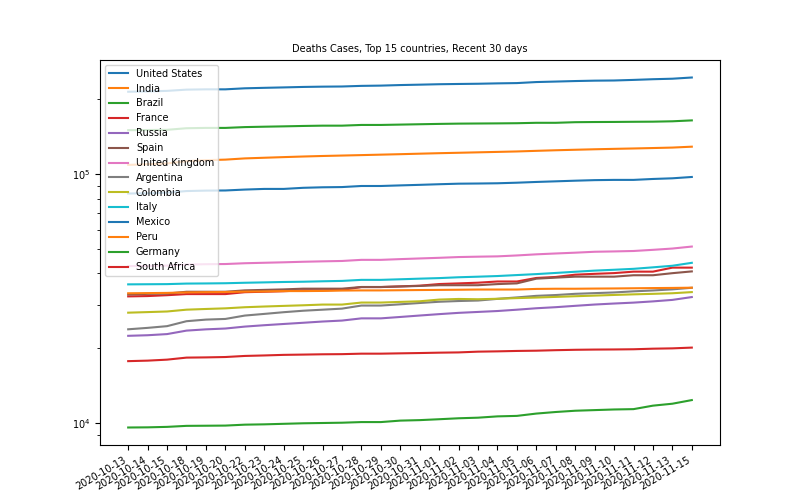 Deaths Cases, Top 15 countries, Recent 30 days
United States
India
Brazil
France
Russia
Spain
United Kingdom
Argentina
Colombia
Italy
Mexico
Peru
Germany
South Africa
10^5
10^4
2020-10-13
2020-10-14
2020-10-15
2020-10-18
2020-10-19
2020-10-20
2020-10-22
2020-10-23
2020-10-24
2020-10-25
2020-10-26
2020-10-27
2020-10-28
2020-10-29
2020-10-30
2020-10-31
2020-11-01
2020-11-02
2020-11-03
2020-11-04
2020-11-05
2020-11-06
2020-11-07
2020-11-08
2020-11-09
2020-11-10
2020-11-11
2020-11-12
2020-11-13
2020-11-15